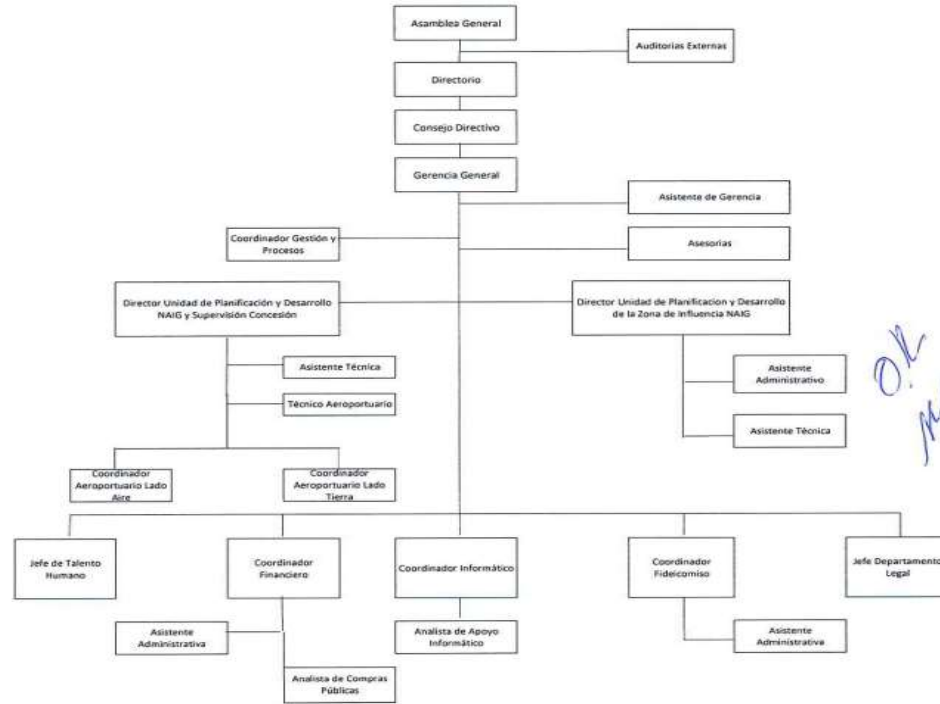 Asamblea General
Auditorias Externas
Directorio
Consejo Directivo
Gerencia General
Asistente de Gerencia
Coordinador Gestión y
Procesos
Asesorias
Director Unidad de Planificación y Desarrollo
NAIG y Supervisión Concesión
Director Unidad de Planificacion y Desarrollo
de la Zona de Influencia NAIG
Asistente Técnica
Técnico Aeroportuario
Asistente
Administrativo
Asistente Técnica
O.K
Coordinador
Aeroportuario Lado
Aire
Coordinador
Aeroportuario Lado
Tierra
Jefe de Talento
Humano
Coordinador
Financiero
Coordinador Informático
Coordinador
Fideicomiso
Jefe Departamento
Legal
Asistente
Administrativa
Analista de Apoyo
Informático
Asistente
Administrativa
Analista de Compras
Públicas